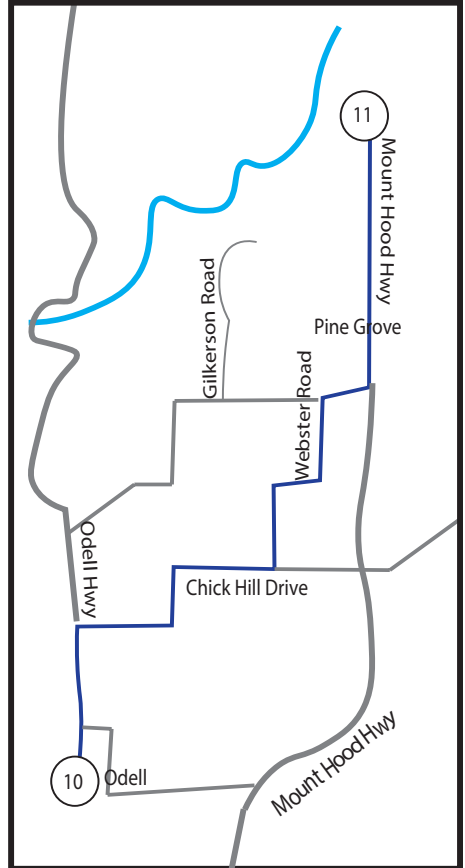 11
Mount Hood Hwy
Gilkerson Road
Pine Grove
Webster Road
Odell Hwy
Chick Hill Drive
Mount Hood Hwy
10
Odell